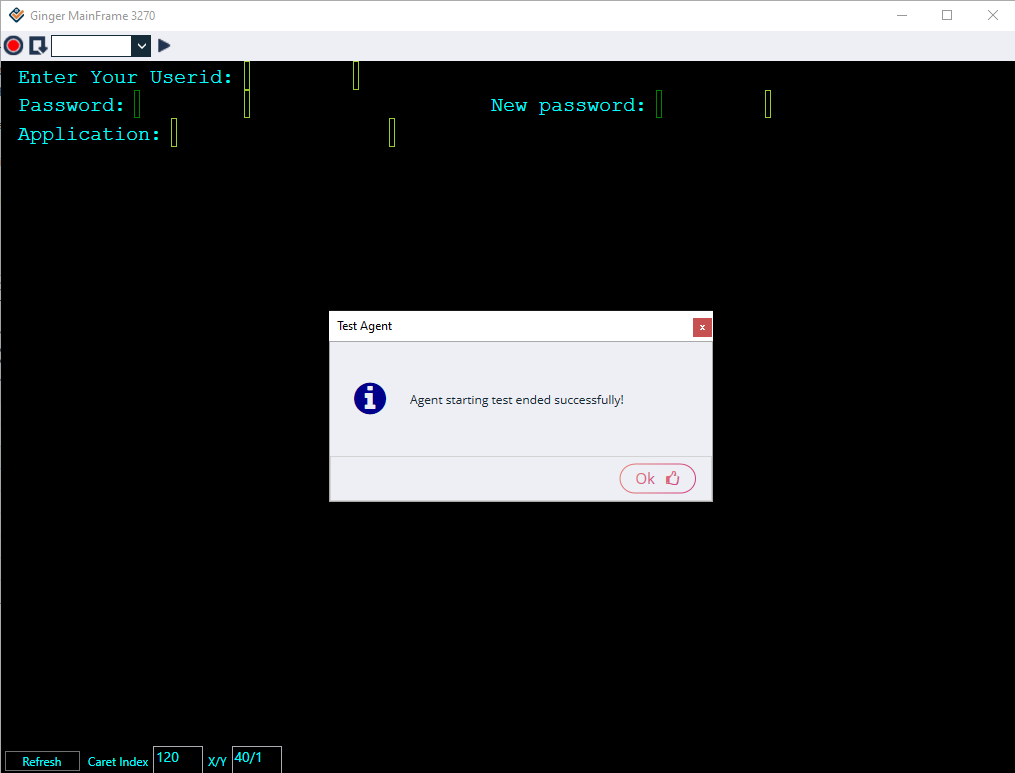 Ginger MainFrame 3270
Enter Your Userid:
Password: New password:
Application:
Test Agent
x
Agent starting test ended successfully!
Ok
Refresh Caret Index 120 X/Y 40/1